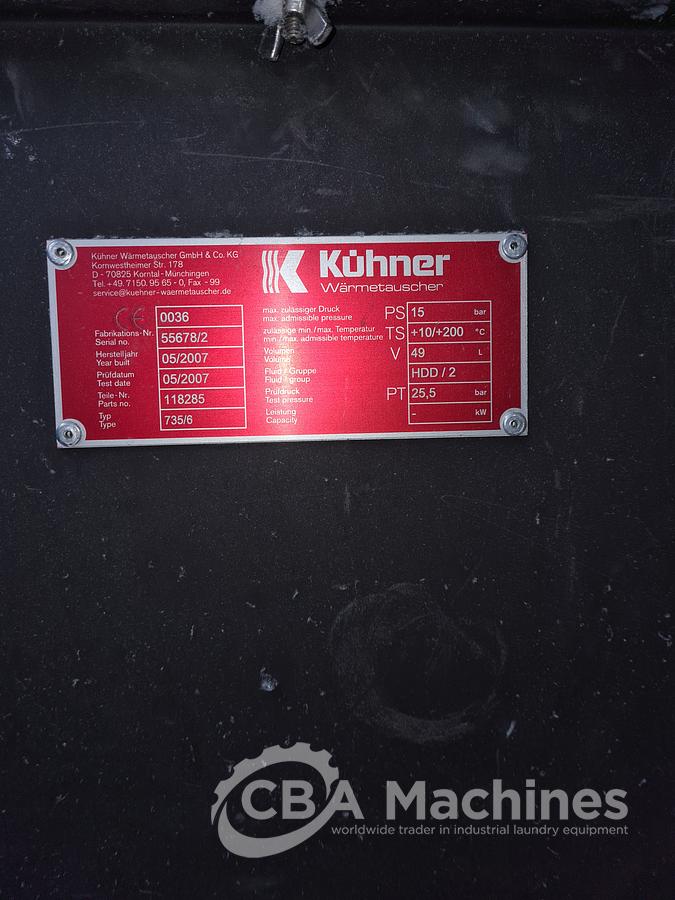 Kühner Wärmetauscher GmbH & Co. KG
Kornwestheimer Str. 178
D - 70825 Korntal-Münchingen
Tel. +49. 7150. 95 65 - 0, Fax - 99
service@kuehner-waermetauscher.de
Kühner
Wärmetauscher
CE 0036
Fabrikations-Nr.
Serial no. 55678/2
Herstelljahr
Year built 05/2007
Prüfdatum
Test date 05/2007
Teile-Nr.
Parts no. 118285
Typ
Type 735/6
max. zulässiger Druck
max. admissible pressure PS 15 bar
zulässige min./max. Temperatur
min./max. admissible temperature TS +10/+200 °C
Volumen
Volume V 49 L
Fluid / Gruppe
Fluid / group HDD / 2
Prüfdruck
Test pressure PT 25,5 bar
Leistung
Capacity - kW
CBA Machines
worldwide trader in industrial laundry equipment